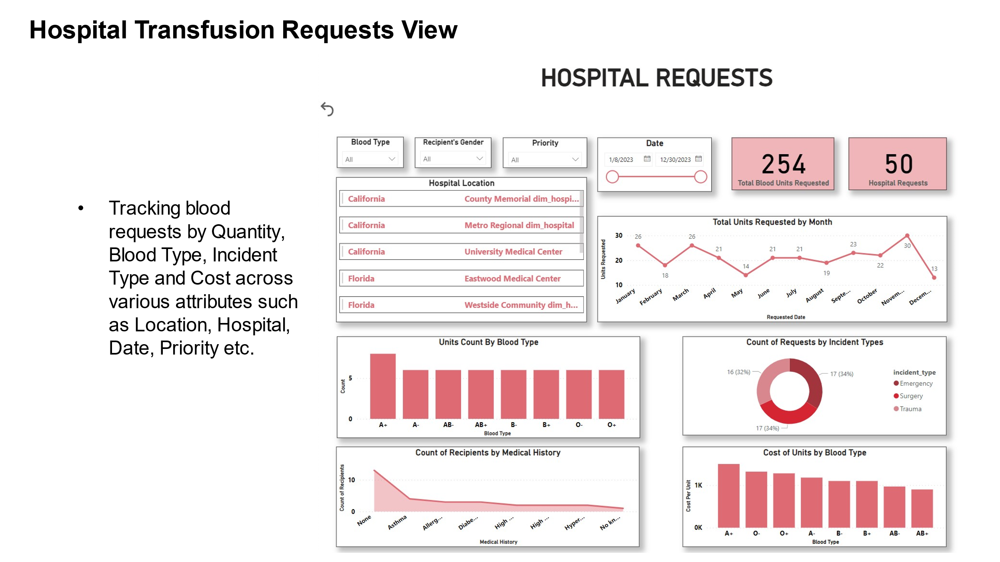 Hospital Transfusion Requests View
• Tracking blood
requests by Quantity,
Blood Type, Incident
Type and Cost across
various attributes such
as Location, Hospital,
Date, Priority etc.
HOSPITAL REQUESTS
Blood Type
All
Recipient's Gender
All
Priority
All
Date
1/8/2023 12/30/2023
254
Total Blood Units Requested
50
Hospital Requests
Hospital Location
California County Memorial dim_hospi...
California Metro Regional dim_hospital
California University Medical Center
Florida Eastwood Medical Center
Florida Westside Community dim_h...
Total Units Requested by Month
Units Requested
30
20
10
26 18 26 21 14 21 21 19 23 22 30 13
January February March April May June July August Septe... October Novem... Decem...
Requested Date
Units Count By Blood Type
Count
5
0
A+ A- AB- AB+ B- B+ O- O+
Blood Type
Count of Requests by Incident Types
16 (32%)
17 (34%)
17 (34%)
incident_type
Emergency
Surgery
Trauma
Count of Recipients by Medical History
Count of Recipients
10
0
None Asthma Allerg... Diabe... High ... High ... Hyper... No kn...
Medical History
Cost of Units by Blood Type
Cost Per Unit
1K
0K
A+ O- O+ A- B- B+ AB- AB+
Blood Type